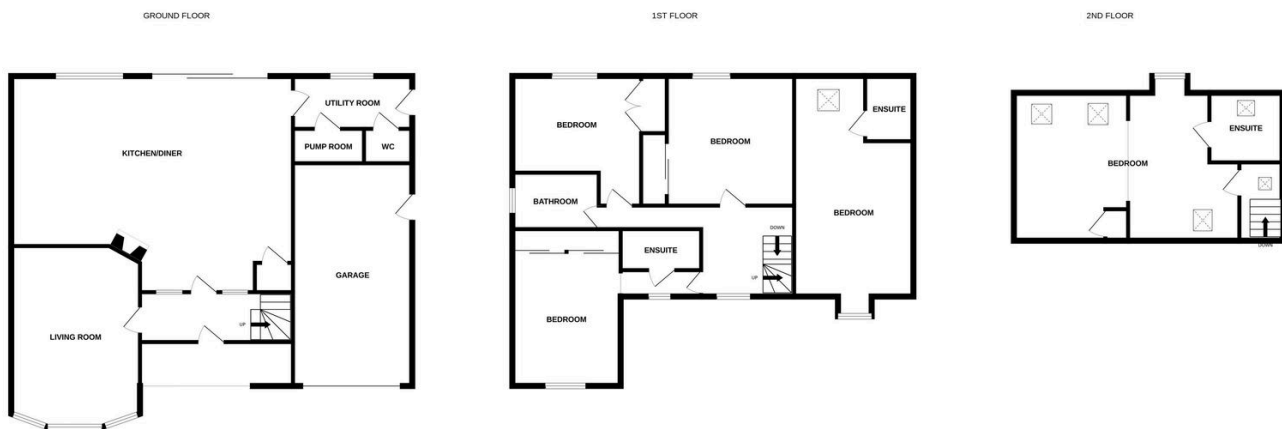 GROUND FLOOR
UTILITY ROOM
PUMP ROOM
WC
KITCHEN/DINER
GARAGE
LIVING ROOM
UP
1ST FLOOR
BEDROOM
BEDROOM
ENSUITE
BATHROOM
BEDROOM
ENSUITE
DOWN
UP
BEDROOM
2ND FLOOR
ENSUITE
BEDROOM
DOWN